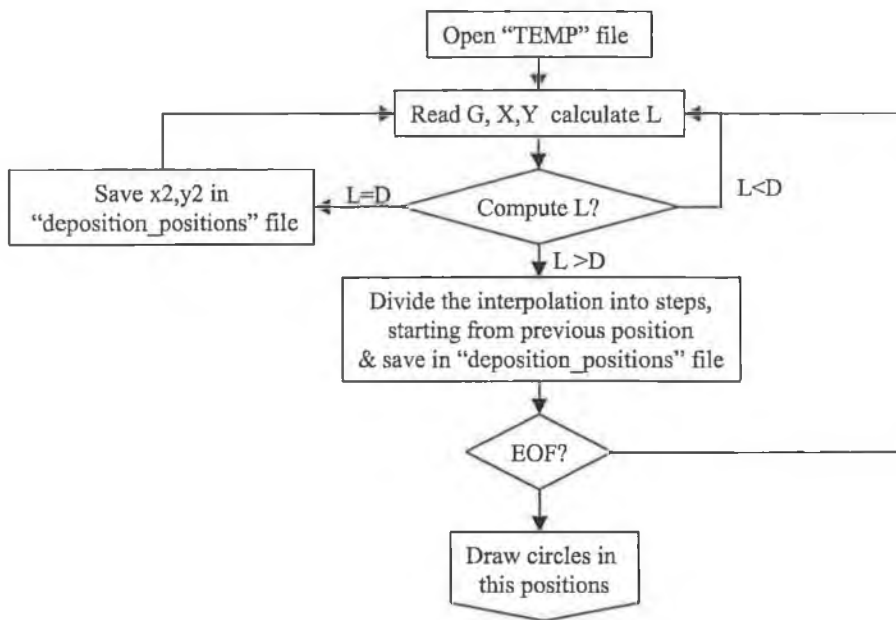 Open “TEMP” file
Read G, X,Y calculate L
Save x2,y2 in
“deposition_positions” file
L=D
Compute L?
L<D
L >D
Divide the interpolation into steps,
starting from previous position
& save in “deposition_positions” file
EOF?
Draw circles in
this positions